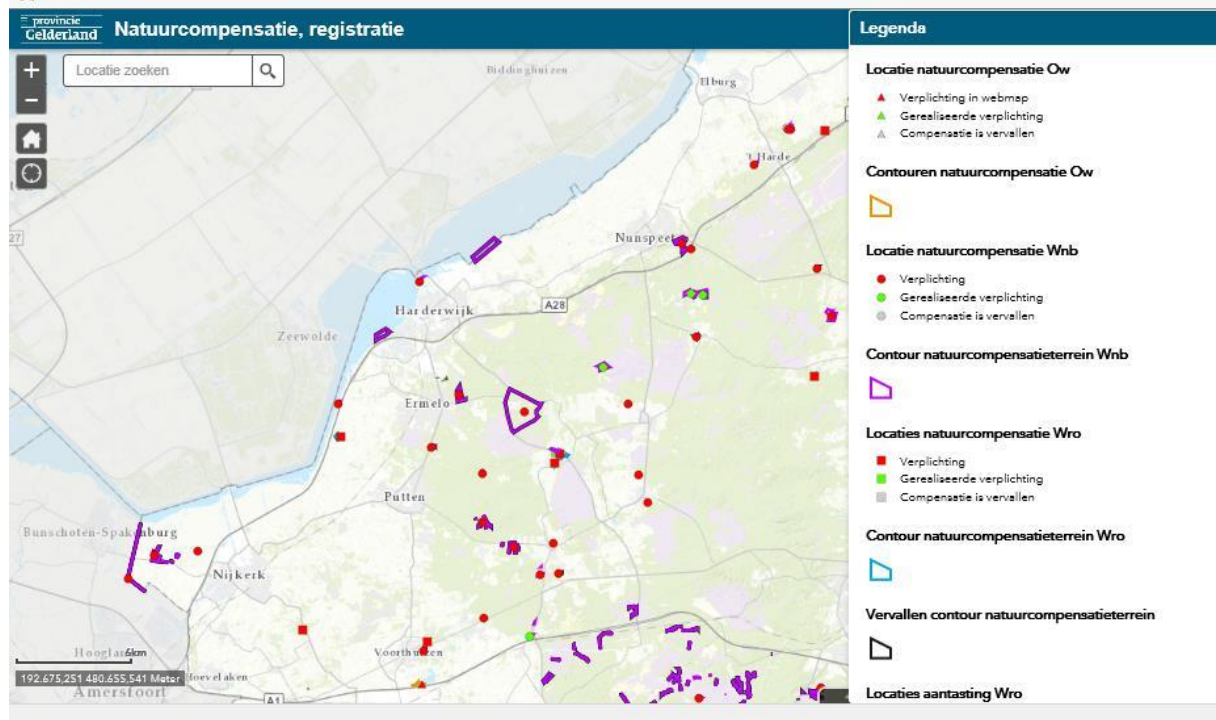 provincie
Gelderland
Natuurcompensatie, registratie
Legenda
+
Locatie zoeken
−
Biddinghuizen
Elburg
't Harde
27
Nunspeet
A28
Harderwijk
Zeewolde
Ermelo
Putten
Bunschoten-Spakenburg
Nijkerk
Voorthuizen
Hooglan
6km
192.675,251 480.655,541 Meter
oevelaken
Amersfoort
A1
Locatie natuurcompensatie Ow
Verplichting in webmap
Gerealiseerde verplichting
Compensatie is vervallen
Contouren natuurcompensatie Ow
Locatie natuurcompensatie Wnb
Verplichting
Gerealiseerde verplichting
Compensatie is vervallen
Contour natuurcompensatieterrein Wnb
Locaties natuurcompensatie Wro
Verplichting
Gerealiseerde verplichting
Compensatie is vervallen
Contour natuurcompensatieterrein Wro
Vervallen contour natuurcompensatieterrein
Locaties aantasting Wro